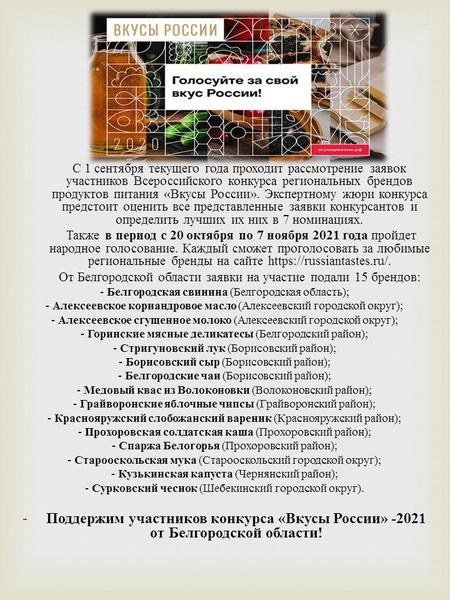 ВКУСЫ РОССИИ
Голосуйте за свой
вкус России!
2020
вкусыроссии.рф
С 1 сентября текущего года проходит рассмотрение заявок
участников Всероссийского конкурса региональных брендов
продуктов питания «Вкусы России». Экспертному жюри конкурса
предстоит оценить все представленные заявки конкурсантов и
определить лучших их них в 7 номинациях.
Также в период с 20 октября по 7 ноября 2021 года пройдет
народное голосование. Каждый сможет проголосовать за любимые
региональные бренды на сайте https://russiantastes.ru/.
От Белгородской области заявки на участие подали 15 брендов:
- Белгородская свинина (Белгородская область);
- Алексеевское кориандровое масло (Алексеевский городской округ);
- Алексеевское сгущенное молоко (Алексеевский городской округ);
- Горинские мясные деликатесы (Белгородский район);
- Стригуновский лук (Борисовский район);
- Борисовский сыр (Борисовский район);
- Белгородские чаи (Борисовский район);
- Медовый квас из Волоконовки (Волоконовский район);
- Грайворонские яблочные чипсы (Грайворонский район);
- Краснояружский слобожанский вареник (Краснояружский район);
- Прохоровская солдатская каша (Прохоровский район);
- Спаржа Белогорья (Прохоровский район);
- Старооскольская мука (Старооскольский городской округ);
- Кузькинская капуста (Чернянский район);
- Сурковский чеснок (Шебекинский городской округ).
- Поддержим участников конкурса «Вкусы России» -2021
от Белгородской области!